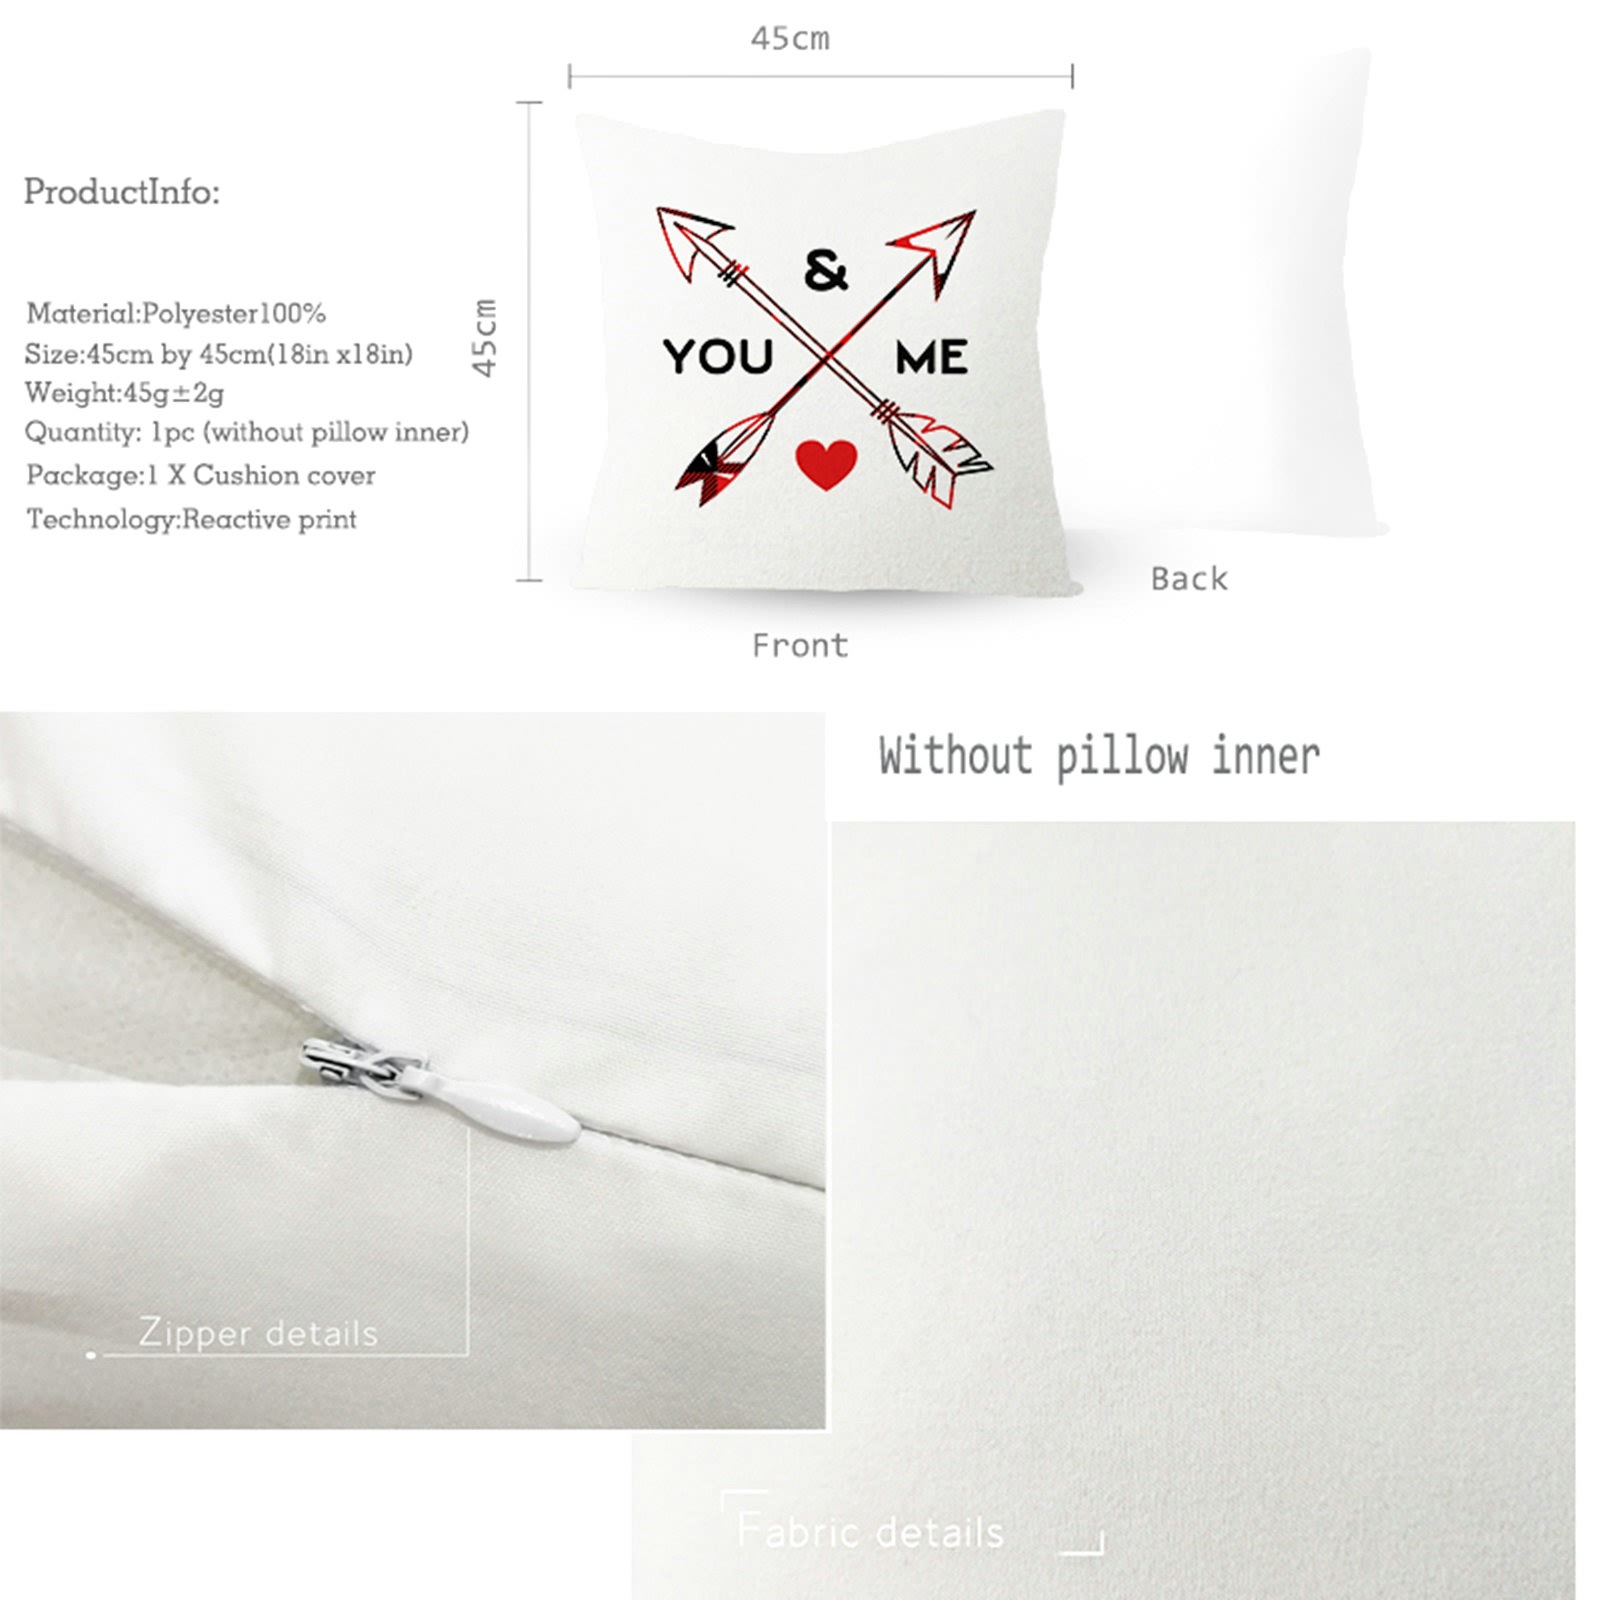 45cm
45cm
ProductInfo:
Material:Polyester100%
Size:45cm by 45cm(18in x18in)
Weight:45g±2g
Quantity: 1pc (without pillow inner)
Package:1 X Cushion cover
Technology:Reactive print
&
YOU ME
Back
Front
Without pillow inner
Zipper details
Fabric details